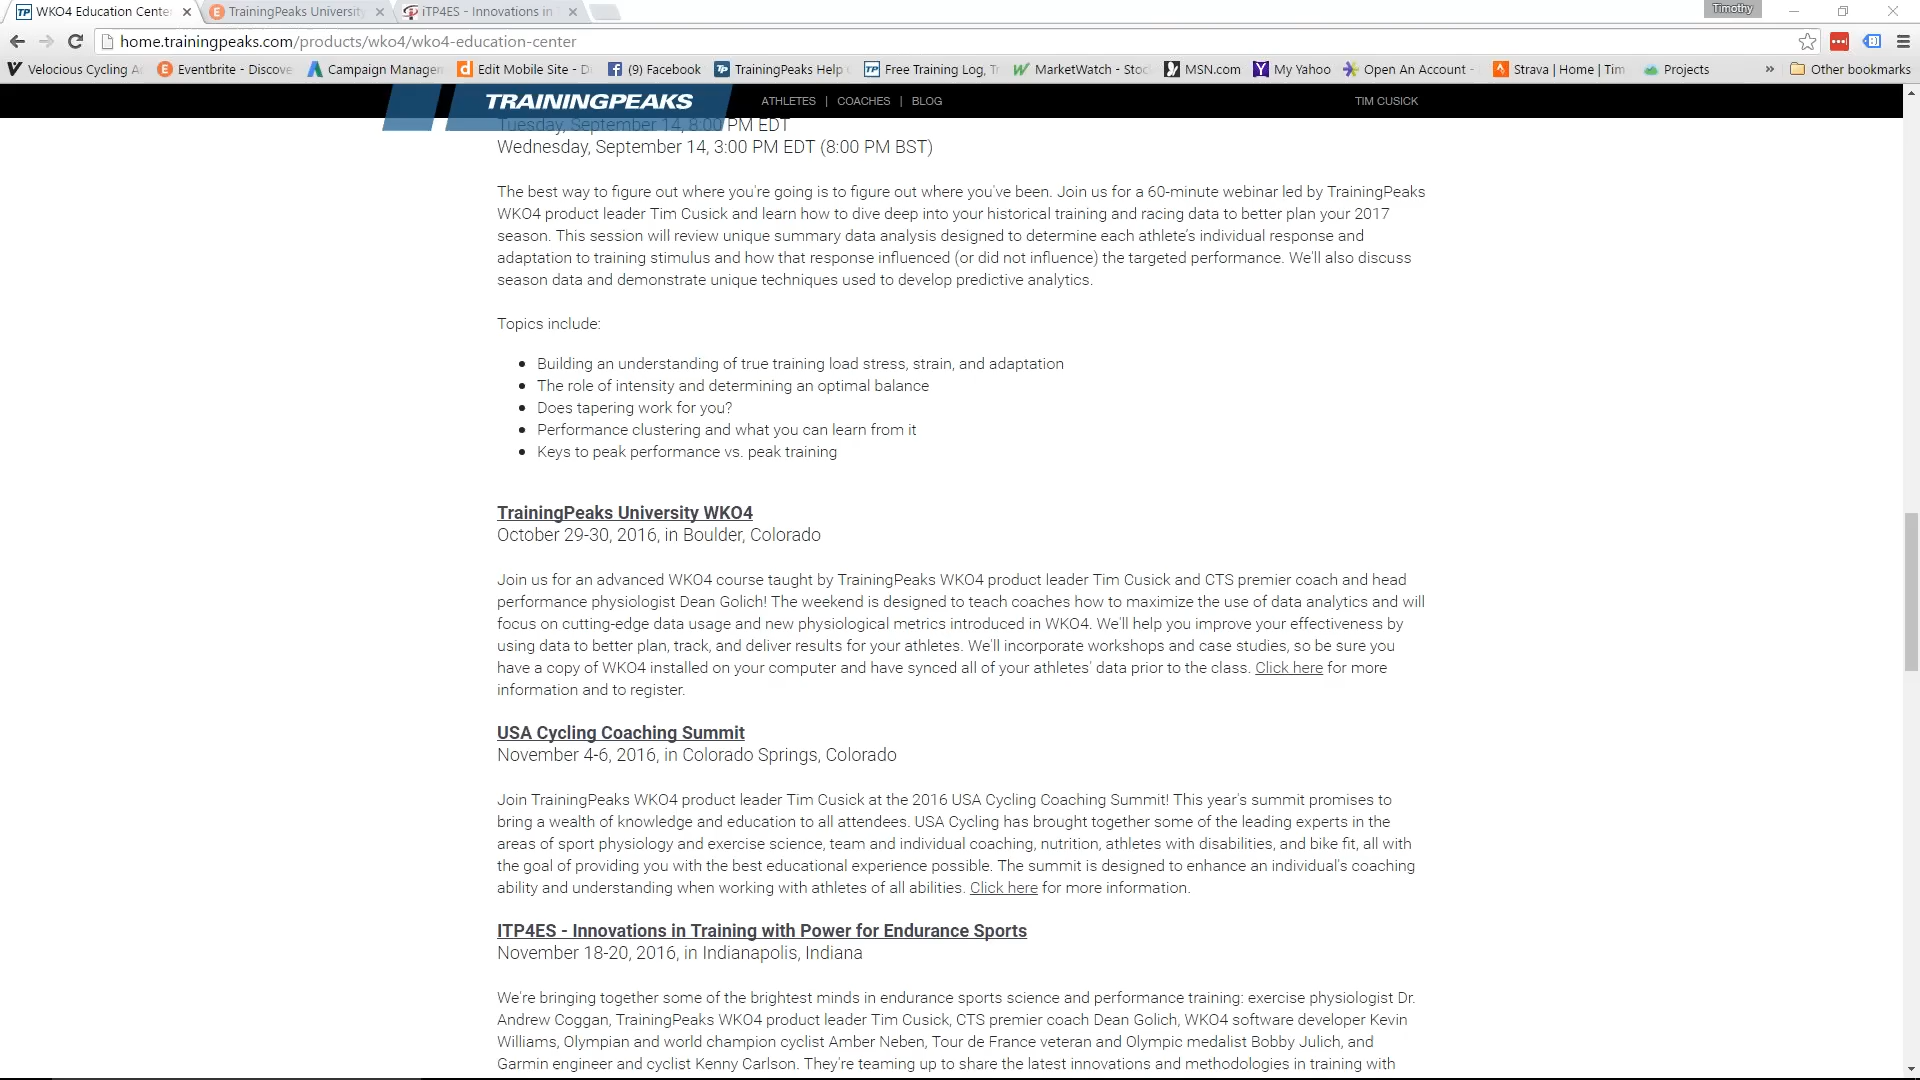 WKO4 Education Cente
TrainingPeaks University
iTP4ES - Innovations in
Timothy
home.trainingpeaks.com/products/wko4/wko4-education-center
Velocious Cycling A
Eventbrite - Discove
Campaign Manager
Edit Mobile Site - D
(9) Facebook
TrainingPeaks Help
Free Training Log, T
MarketWatch - Stoc
MSN.com
My Yahoo
Open An Account -
Strava | Home | Tim
Projects
»
Other bookmarks
TRAININGPEAKS
ATHLETES | COACHES | BLOG
TIM CUSICK
Tuesday, September 14, 8:00 PM EDT
Wednesday, September 14, 3:00 PM EDT (8:00 PM BST)
The best way to figure out where you're going is to figure out where you've been. Join us for a 60-minute webinar led by TrainingPeaks
WKO4 product leader Tim Cusick and learn how to dive deep into your historical training and racing data to better plan your 2017
season. This session will review unique summary data analysis designed to determine each athlete's individual response and
adaptation to training stimulus and how that response influenced (or did not influence) the targeted performance. We'll also discuss
season data and demonstrate unique techniques used to develop predictive analytics.
Topics include:
• Building an understanding of true training load stress, strain, and adaptation
• The role of intensity and determining an optimal balance
• Does tapering work for you?
• Performance clustering and what you can learn from it
• Keys to peak performance vs. peak training
TrainingPeaks University WKO4
October 29-30, 2016, in Boulder, Colorado
Join us for an advanced WKO4 course taught by TrainingPeaks WKO4 product leader Tim Cusick and CTS premier coach and head
performance physiologist Dean Golich! The weekend is designed to teach coaches how to maximize the use of data analytics and will
focus on cutting-edge data usage and new physiological metrics introduced in WKO4. We'll help you improve your effectiveness by
using data to better plan, track, and deliver results for your athletes. We'll incorporate workshops and case studies, so be sure you
have a copy of WKO4 installed on your computer and have synced all of your athletes' data prior to the class. Click here for more
information and to register.
USA Cycling Coaching Summit
November 4-6, 2016, in Colorado Springs, Colorado
Join TrainingPeaks WKO4 product leader Tim Cusick at the 2016 USA Cycling Coaching Summit! This year's summit promises to
bring a wealth of knowledge and education to all attendees. USA Cycling has brought together some of the leading experts in the
areas of sport physiology and exercise science, team and individual coaching, nutrition, athletes with disabilities, and bike fit, all with
the goal of providing you with the best educational experience possible. The summit is designed to enhance an individual's coaching
ability and understanding when working with athletes of all abilities. Click here for more information.
ITP4ES - Innovations in Training with Power for Endurance Sports
November 18-20, 2016, in Indianapolis, Indiana
We're bringing together some of the brightest minds in endurance sports science and performance training: exercise physiologist Dr.
Andrew Coggan, TrainingPeaks WKO4 product leader Tim Cusick, CTS premier coach Dean Golich, WKO4 software developer Kevin
Williams, Olympian and world champion cyclist Amber Neben, Tour de France veteran and Olympic medalist Bobby Julich, and
Garmin engineer and cyclist Kenny Carlson. They're teaming up to share the latest innovations and methodologies in training with